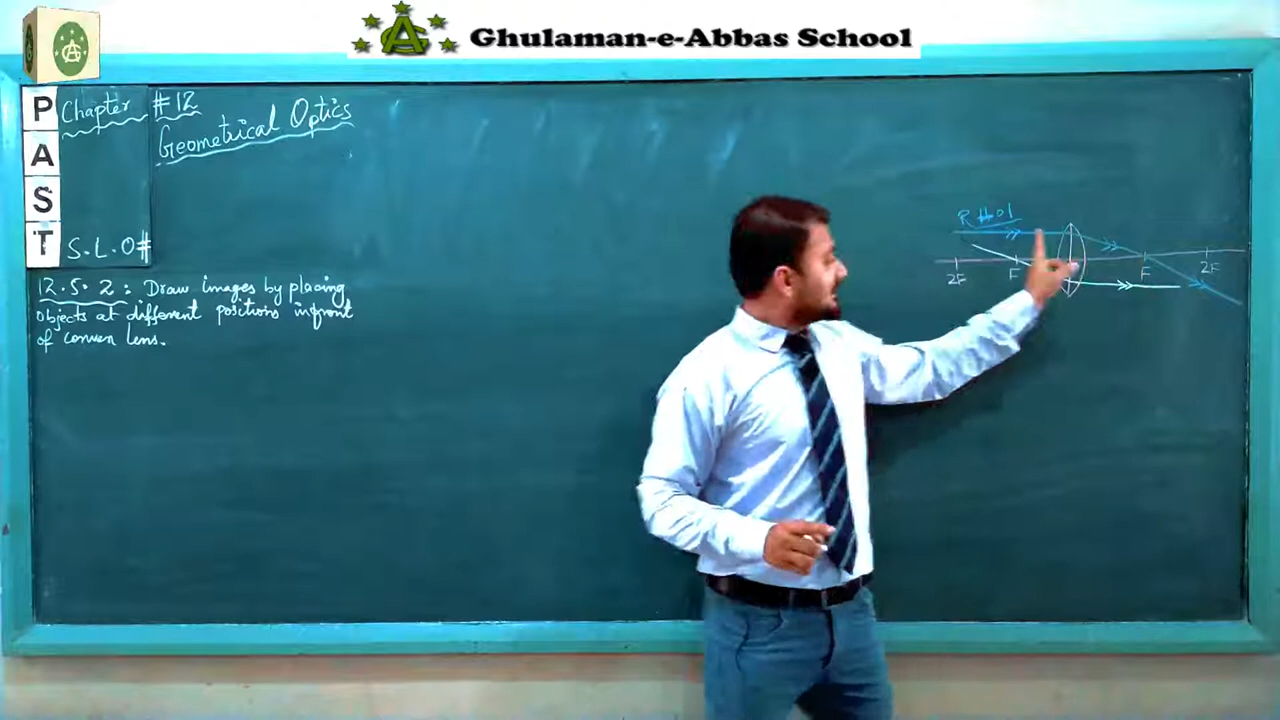 Ghulaman-e-Abbas School
P
A
S
T
Chapter #12
Geometrical Optics
S.L.O#
12.5.2: Draw images by placing
objects at different positions infront
of convex lens.
R #01
2F F F 2F